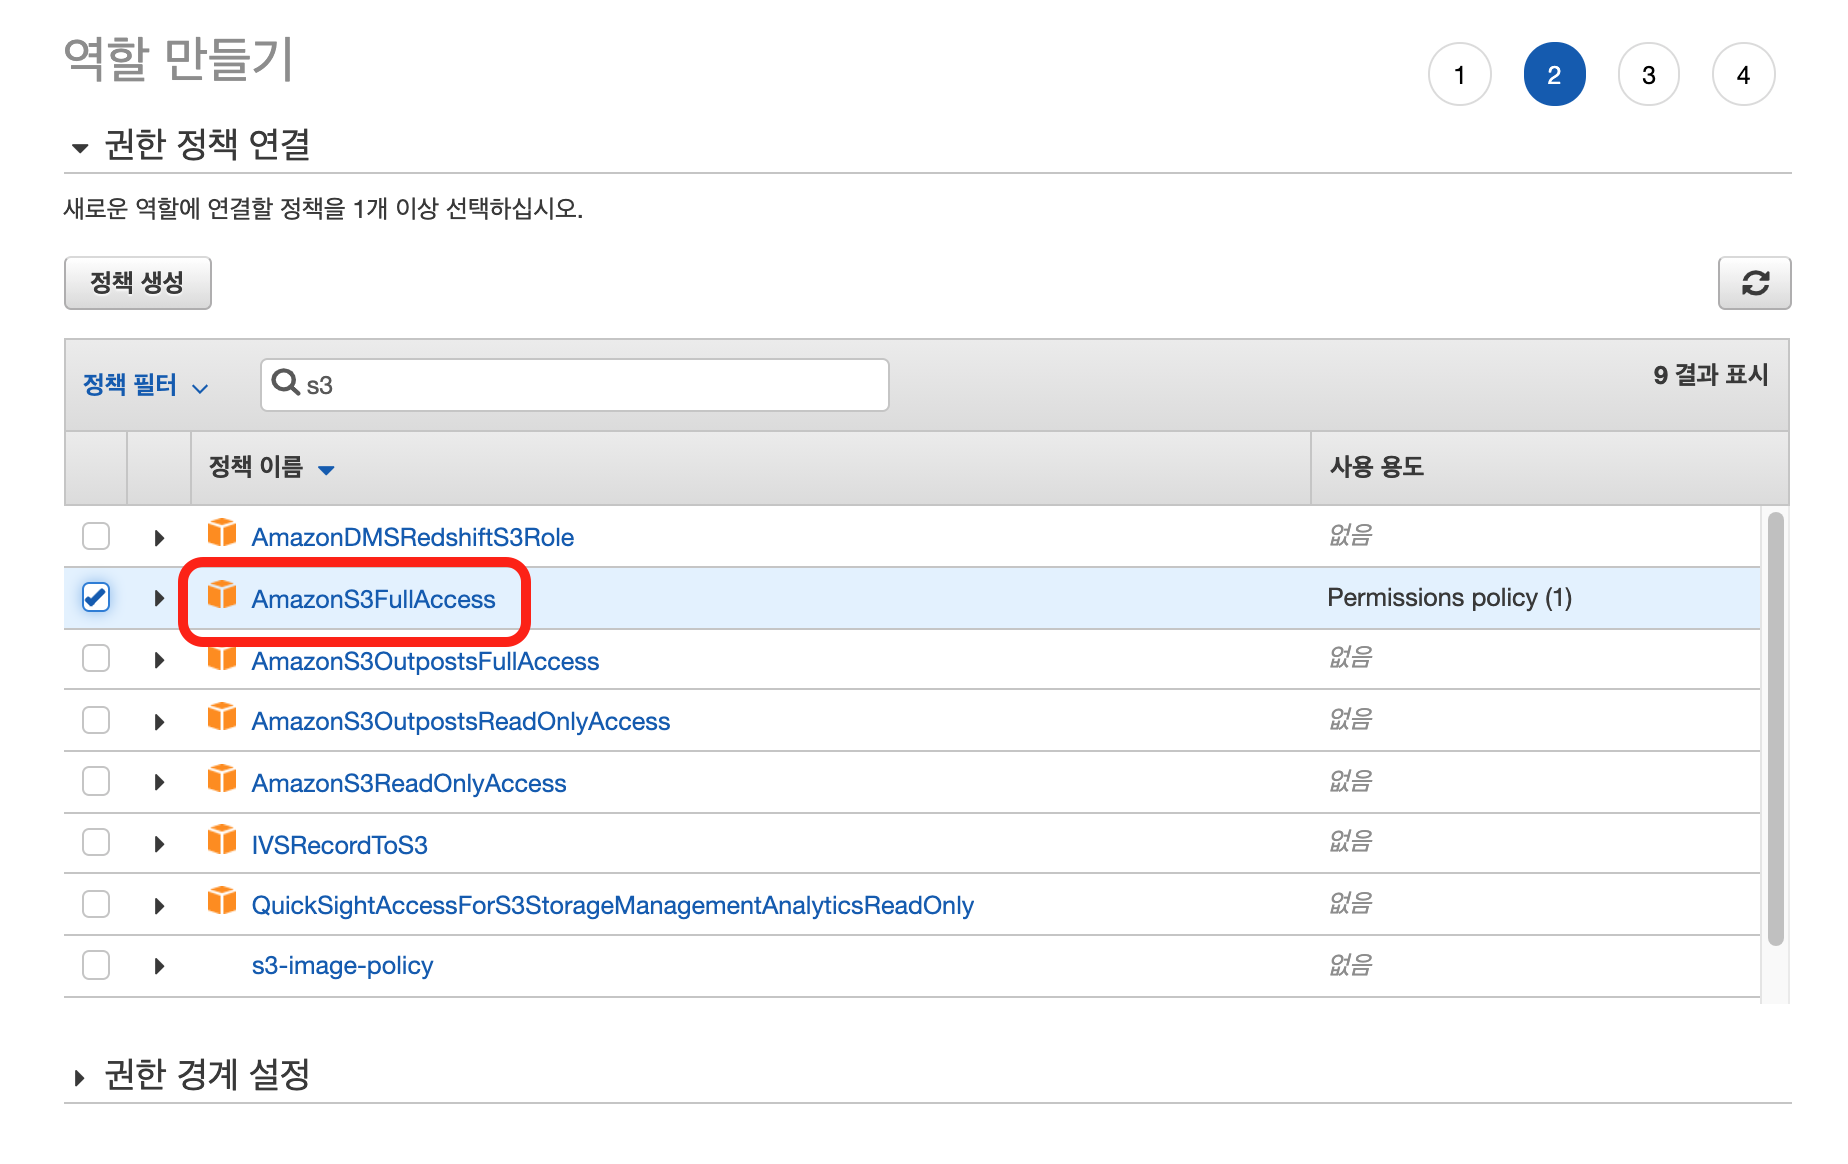 역할 만들기
1 2 3 4
권한 정책 연결
새로운 역할에 연결할 정책을 1개 이상 선택하십시오.
정책 생성
정책 필터 s3 9 결과 표시
정책 이름 사용 용도
AmazonDMSRedshiftS3Role 없음
AmazonS3FullAccess Permissions policy (1)
AmazonS3OutpostsFullAccess 없음
AmazonS3OutpostsReadOnlyAccess 없음
AmazonS3ReadOnlyAccess 없음
IVSRecordToS3 없음
QuickSightAccessForS3StorageManagementAnalyticsReadOnly 없음
s3-image-policy 없음
권한 경계 설정